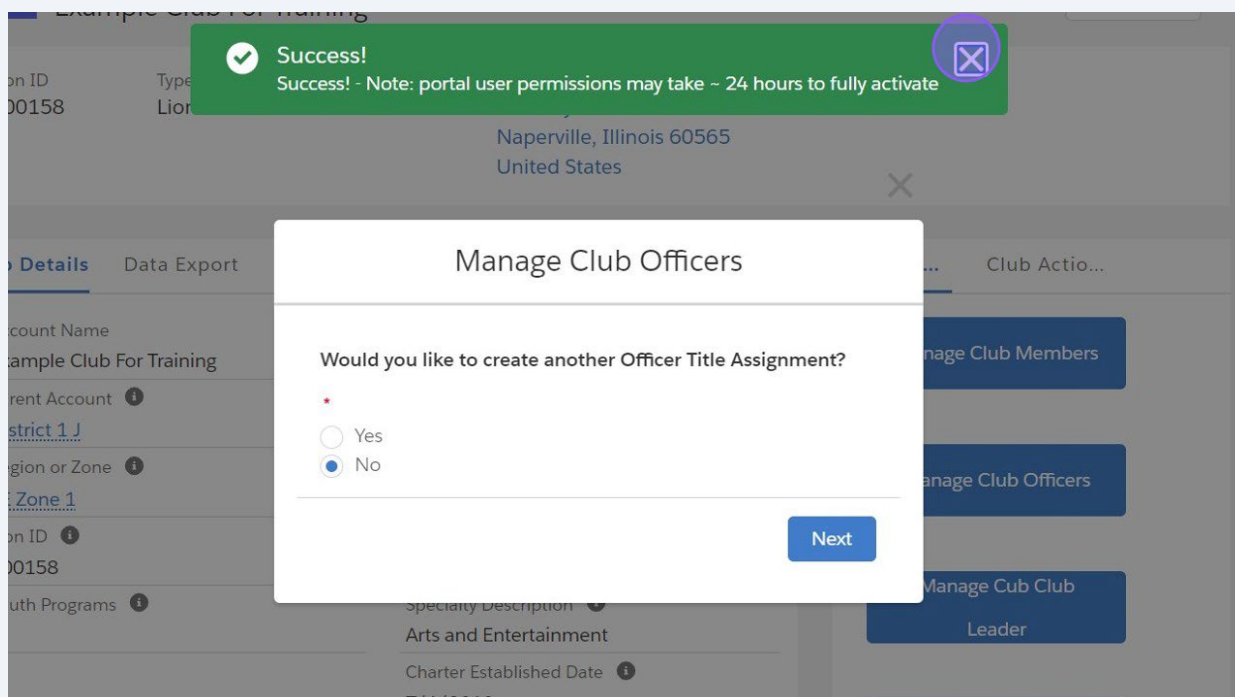 Example Club For Training
Success!
Success! - Note: portal user permissions may take ~ 24 hours to fully activate
on ID
Type
00158
Lion
Naperville, Illinois 60565
United States
Details
Data Export
Club Actio...
Manage Club Officers
count Name
xample Club For Training
rent Account
strict 1 J
egion or Zone
Zone 1
on ID
00158
uth Programs
Would you like to create another Officer Title Assignment?
*
Yes
No
Next
nage Club Members
anage Club Officers
Manage Cub Club
Leader
Specialty Description
Arts and Entertainment
Charter Established Date